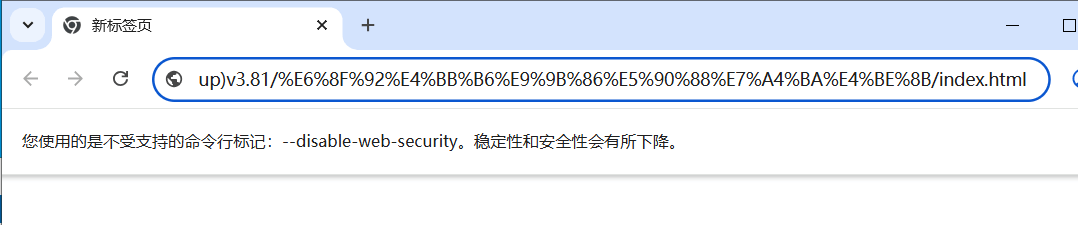 新标签页
up)v3.81/%E6%8F%92%E4%BB%B6%E9%9B%86%E5%90%88%E7%A4%BA%E4%BE%8B/index.html
您使用的是不受支持的命令行标记：--disable-web-security。稳定性和安全性会有所下降。